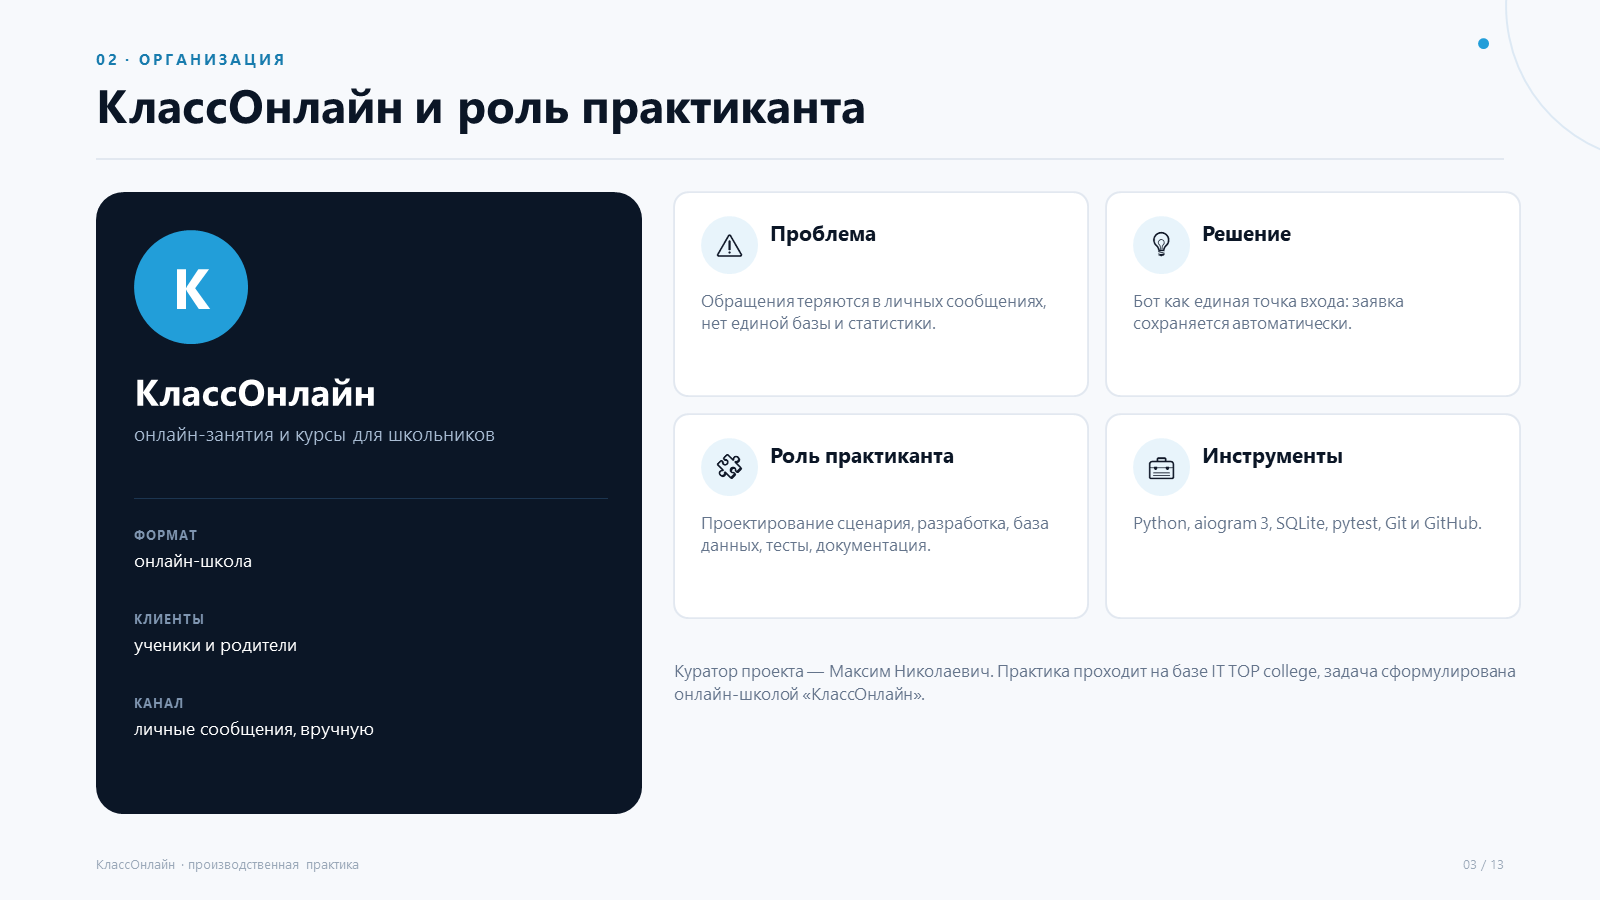 02 · ОРГАНИЗАЦИЯ
КлассОнлайн и роль практиканта
К
КлассОнлайн
онлайн-занятия и курсы для школьников
ФОРМАТ
онлайн-школа
КЛИЕНТЫ
ученики и родители
КАНАЛ
личные сообщения, вручную
Проблема
Обращения теряются в личных сообщениях,
нет единой базы и статистики.
Решение
Бот как единая точка входа: заявка
сохраняется автоматически.
Роль практиканта
Проектирование сценария, разработка, база
данных, тесты, документация.
Инструменты
Python, aiogram 3, SQLite, pytest, Git и GitHub.
Куратор проекта — Максим Николаевич. Практика проходит на базе IT TOP college, задача сформулирована
онлайн-школой «КлассОнлайн».
КлассОнлайн · производственная практика
03 / 13